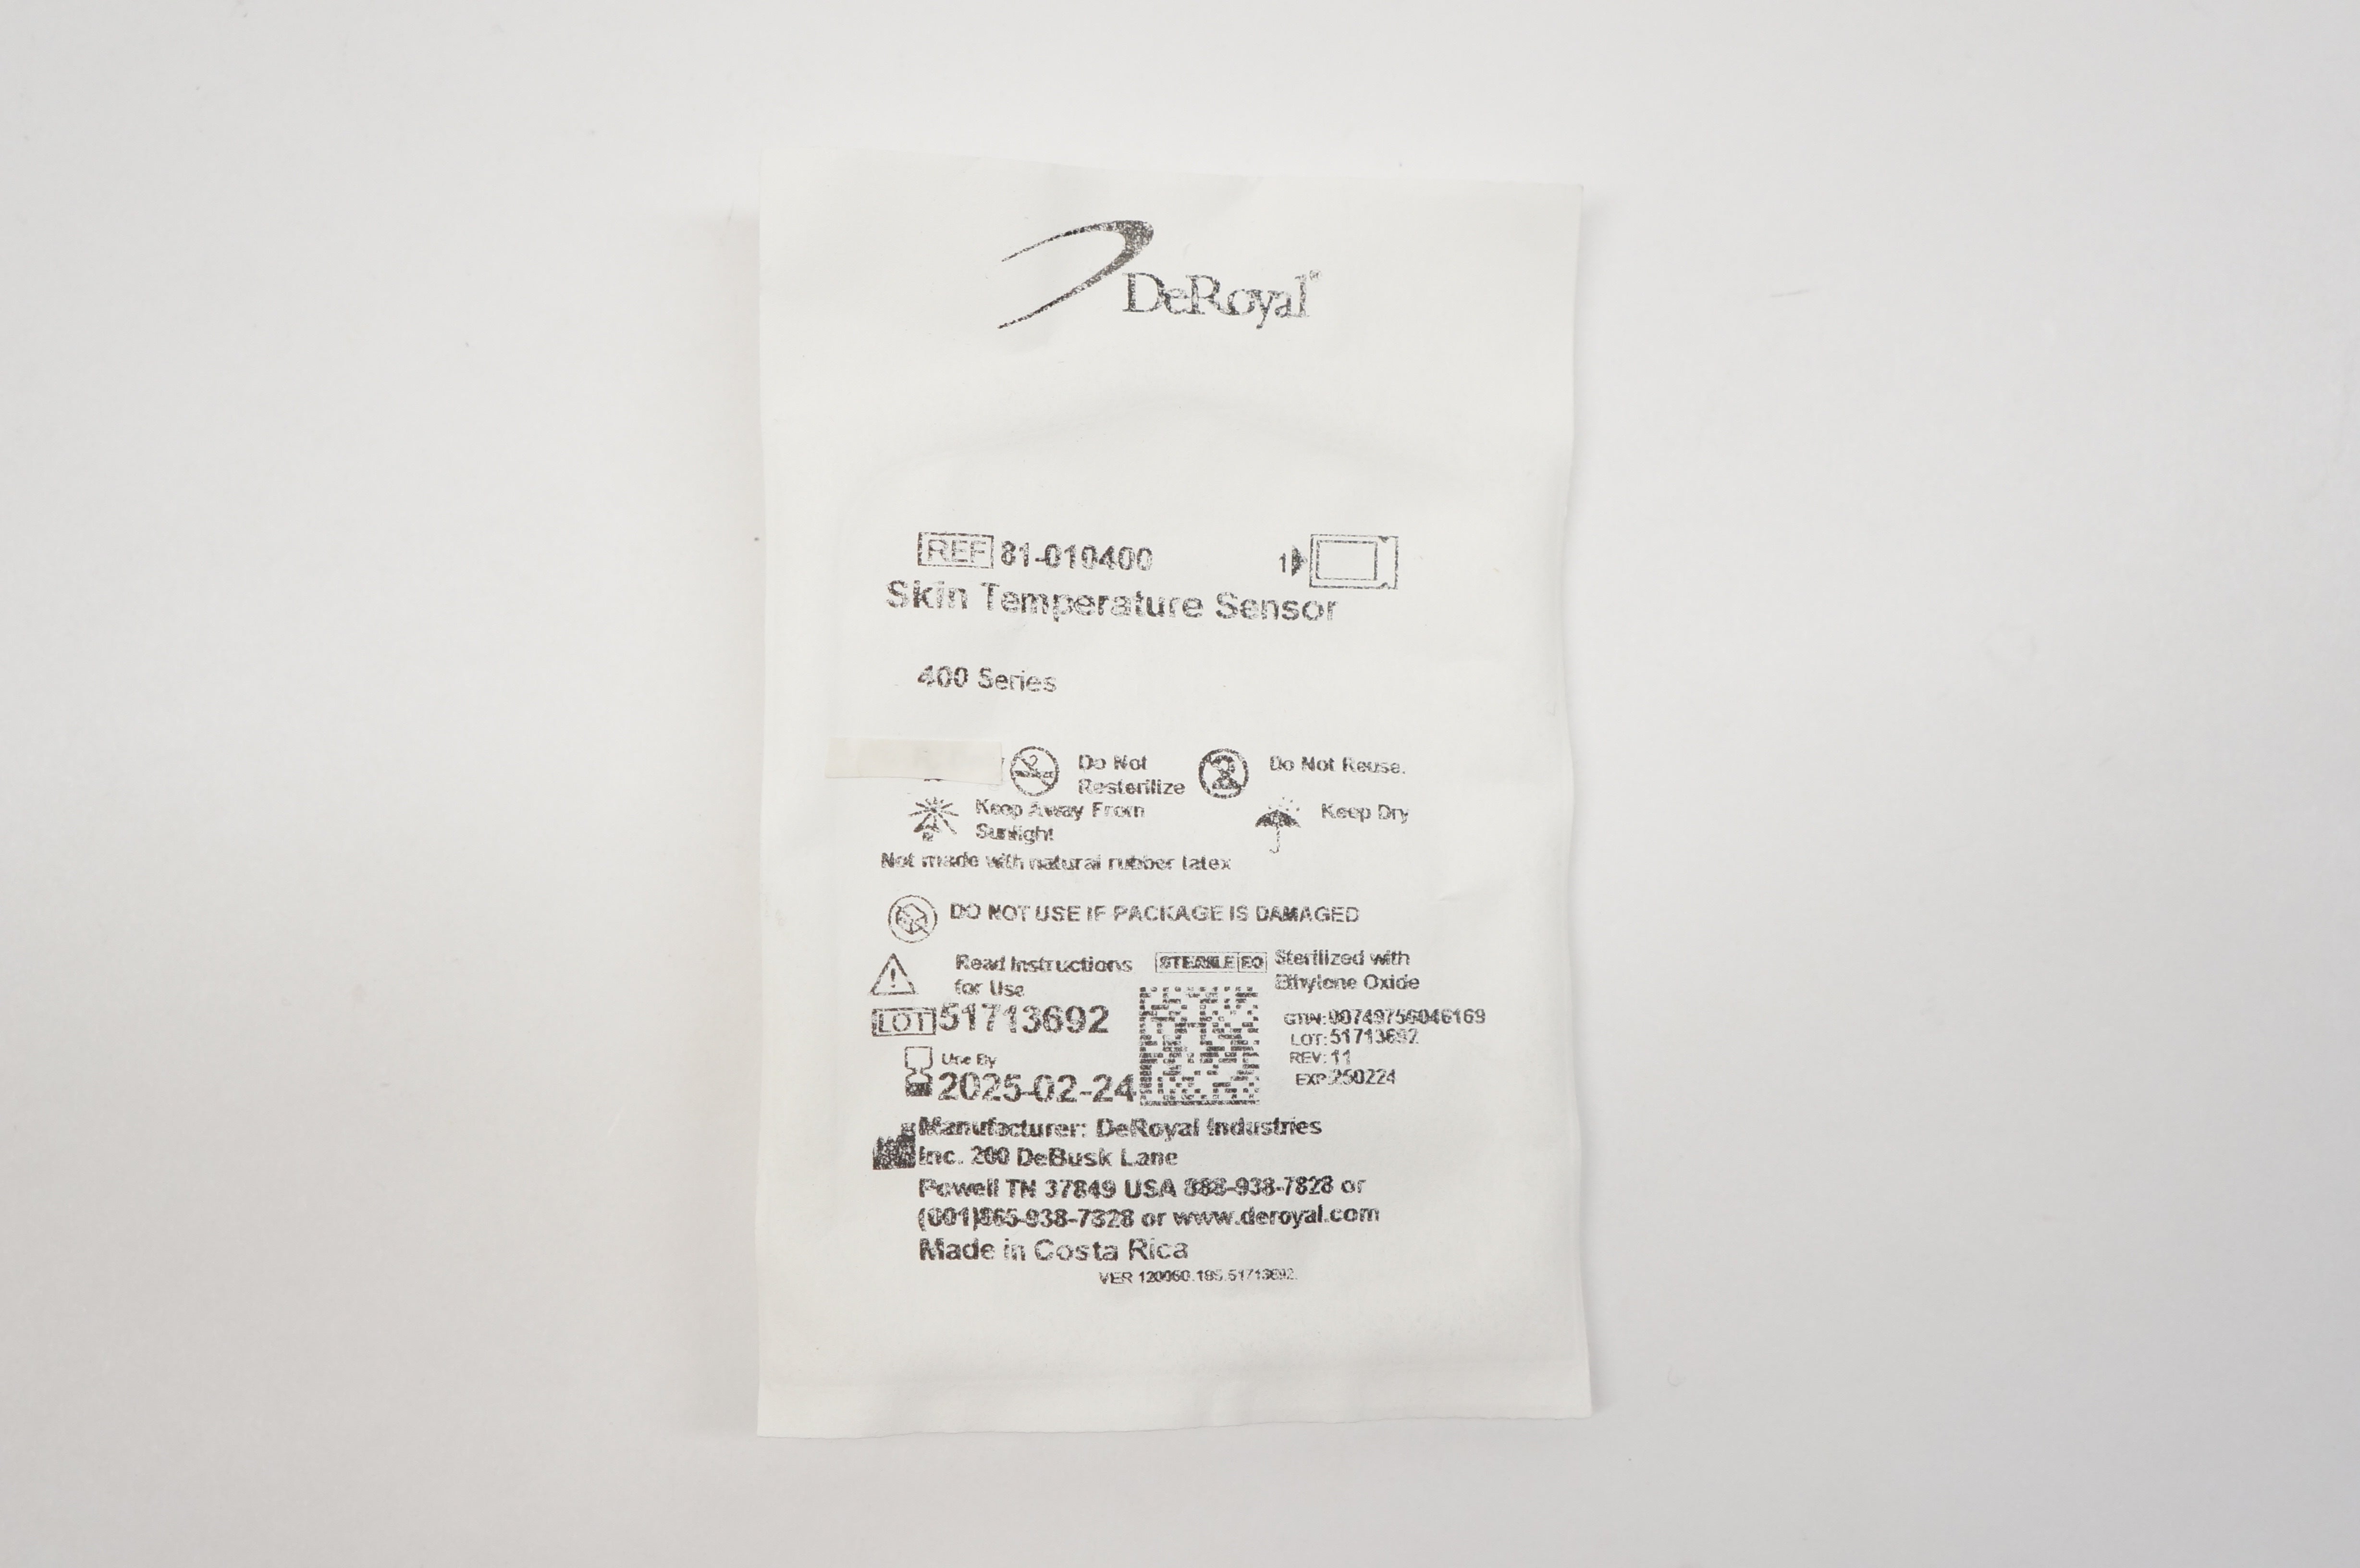 DeRoyal
REF 81-010400 1
Skin Temperature Sensor
400 Series
Do Not Resterilize Do Not Reuse.
Keep Away From Sunlight Keep Dry
Not made with natural rubber latex
DO NOT USE IF PACKAGE IS DAMAGED
Read Instructions for Use STERILE EO Sterilized with Ethylene Oxide
LOT 51713692
Use By
2025-02-24
GTIN: 00749756046169
LOT: 51713692
REV: 11
EXP: 250224
Manufacturer: DeRoyal Industries
Inc. 200 DeBusk Lane
Powell TN 37849 USA 888-938-7828 or
(001)865-938-7828 or www.deroyal.com
Made in Costa Rica
VER